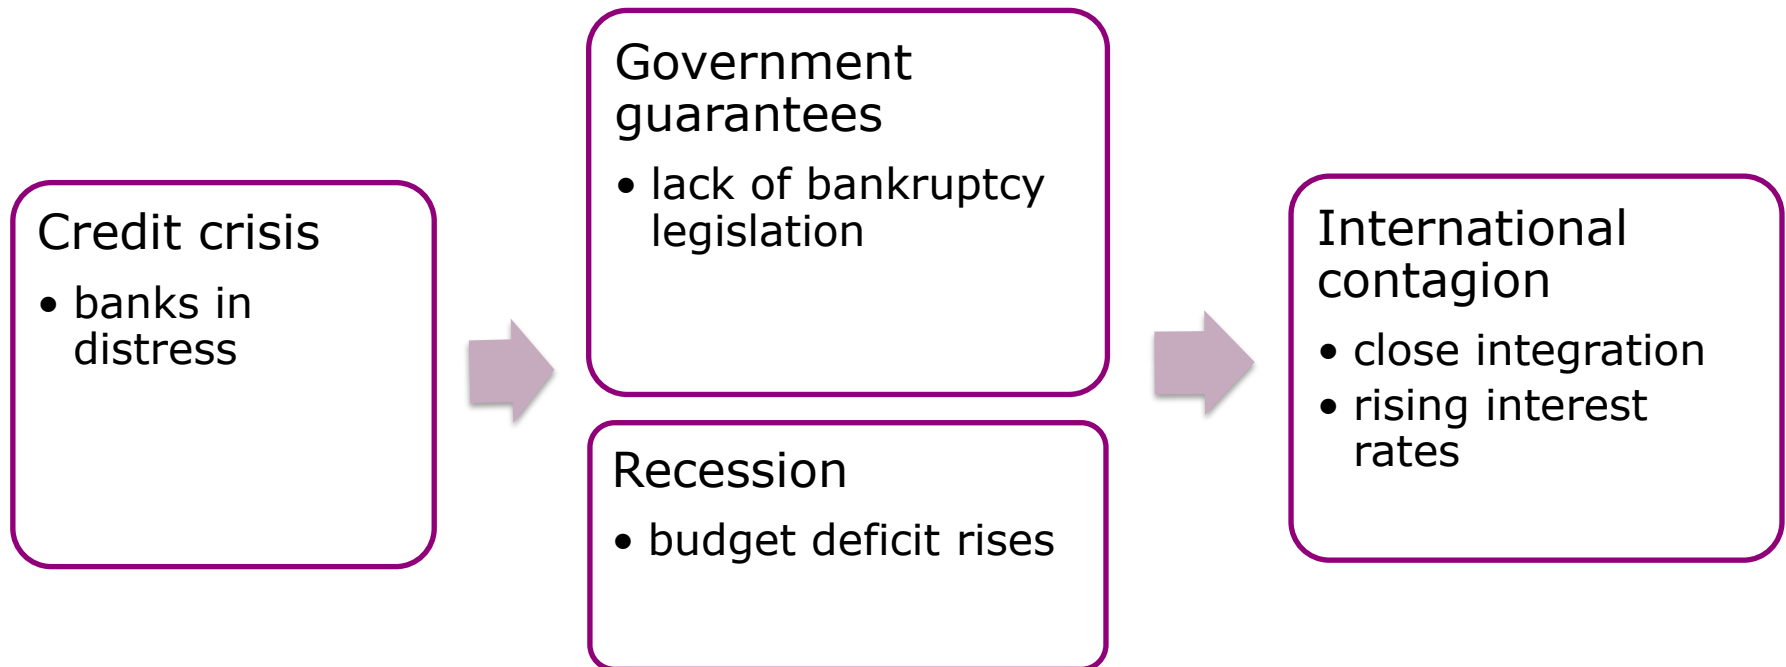 Credit crisis
• banks in
distress
Government
guarantees
• lack of bankruptcy
legislation
Recession
• budget deficit rises
International
contagion
• close integration
• rising interest
rates